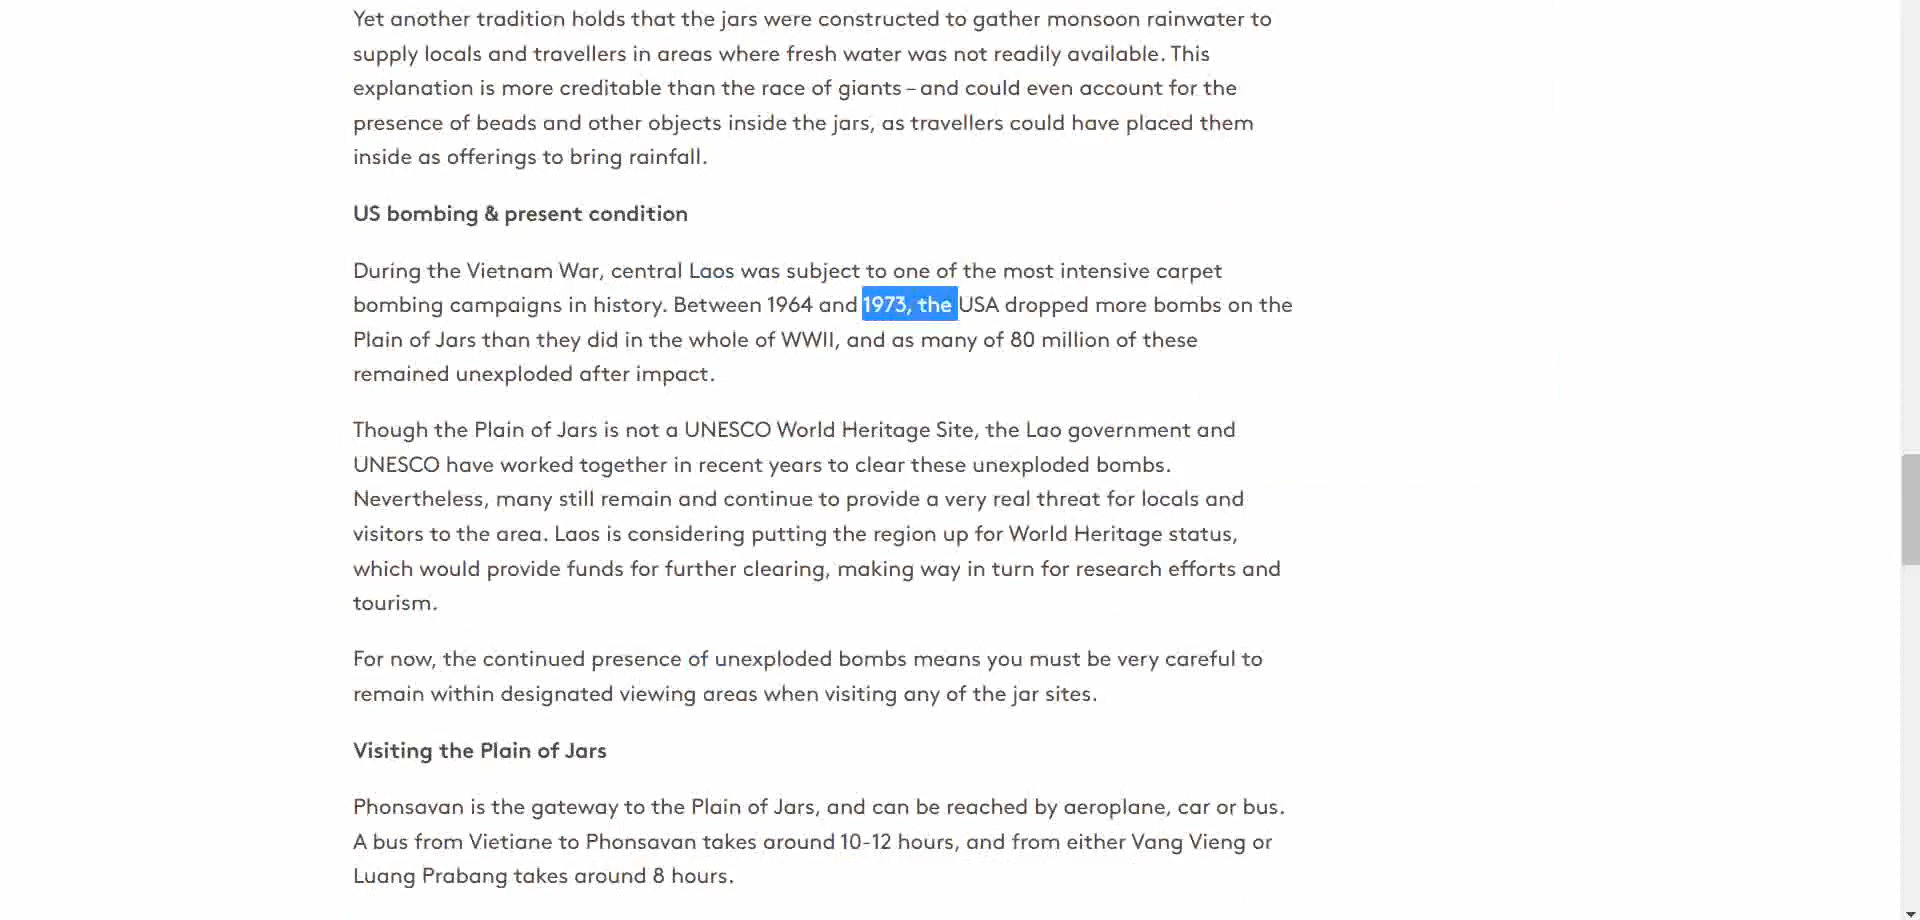 Yet another tradition holds that the jars were constructed to gather monsoon rainwater to
supply locals and travellers in areas where fresh water was not readily available. This
explanation is more creditable than the race of giants – and could even account for the
presence of beads and other objects inside the jars, as travellers could have placed them
inside as offerings to bring rainfall.
US bombing & present condition
During the Vietnam War, central Laos was subject to one of the most intensive carpet
bombing campaigns in history. Between 1964 and 1973, the USA dropped more bombs on the
Plain of Jars than they did in the whole of WWII, and as many of 80 million of these
remained unexploded after impact.
Though the Plain of Jars is not a UNESCO World Heritage Site, the Lao government and
UNESCO have worked together in recent years to clear these unexploded bombs.
Nevertheless, many still remain and continue to provide a very real threat for locals and
visitors to the area. Laos is considering putting the region up for World Heritage status,
which would provide funds for further clearing, making way in turn for research efforts and
tourism.
For now, the continued presence of unexploded bombs means you must be very careful to
remain within designated viewing areas when visiting any of the jar sites.
Visiting the Plain of Jars
Phonsavan is the gateway to the Plain of Jars, and can be reached by aeroplane, car or bus.
A bus from Vietiane to Phonsavan takes around 10-12 hours, and from either Vang Vieng or
Luang Prabang takes around 8 hours.